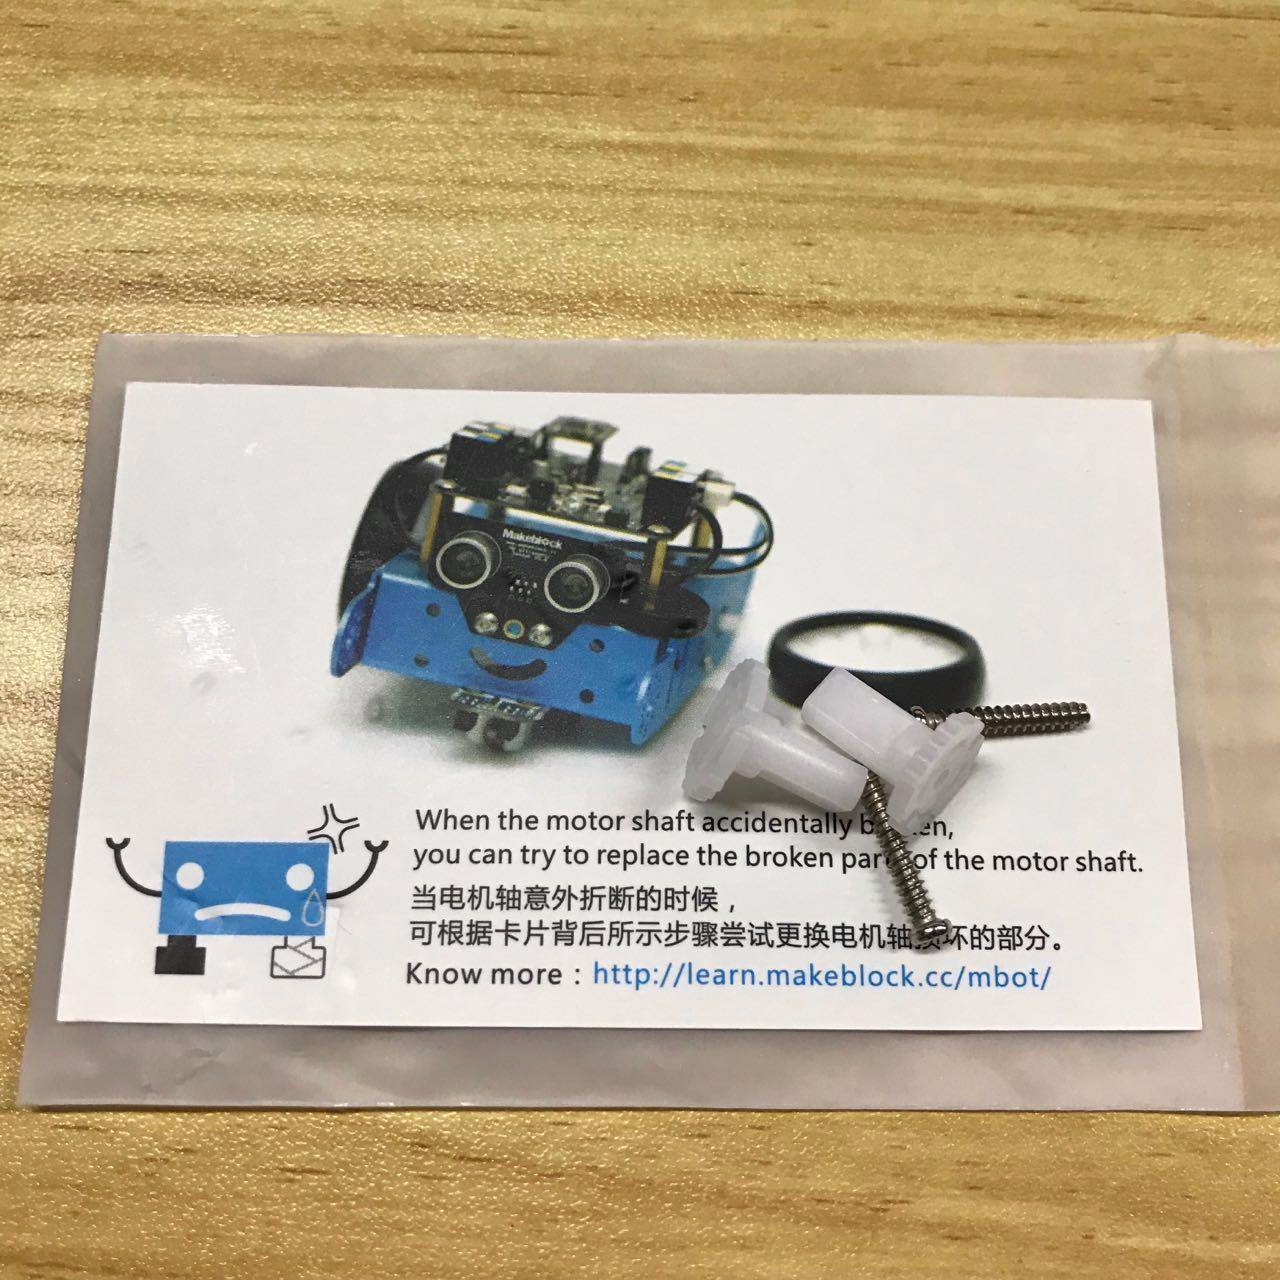 Makeblock
When the motor shaft accidentally
you can try to replace the broken part of the motor shaft.
当电机轴意外折断的时候，
可根据卡片背后所示步骤尝试更换电机轴损坏的部分。
Know more : http://learn.makeblock.cc/mbot/